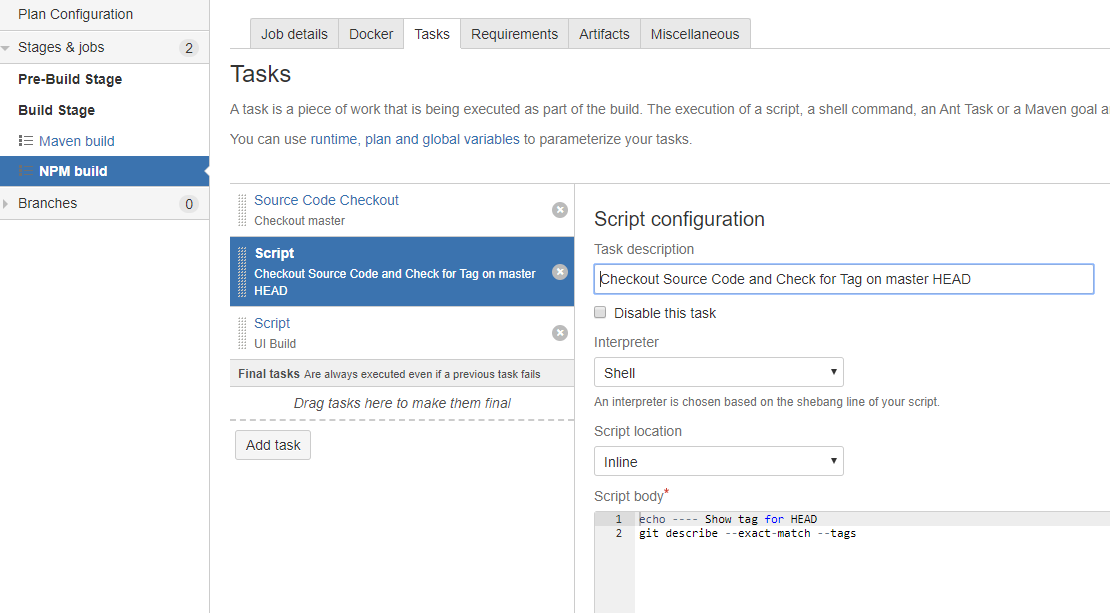 Plan Configuration
Stages & jobs 2
Pre-Build Stage
Build Stage
Maven build
NPM build
Branches 0
Job details Docker Tasks Requirements Artifacts Miscellaneous
Tasks
A task is a piece of work that is being executed as part of the build. The execution of a script, a shell command, an Ant Task or a Maven goal a
You can use runtime, plan and global variables to parameterize your tasks.
Source Code Checkout
Checkout master
Script
Checkout Source Code and Check for Tag on master
HEAD
Script
UI Build
Final tasks Are always executed even if a previous task fails
Drag tasks here to make them final
Add task
Script configuration
Task description
Checkout Source Code and Check for Tag on master HEAD
Disable this task
Interpreter
Shell
An interpreter is chosen based on the shebang line of your script.
Script location
Inline
Script body*
1 echo ---- Show tag for HEAD
2 git describe --exact-match --tags